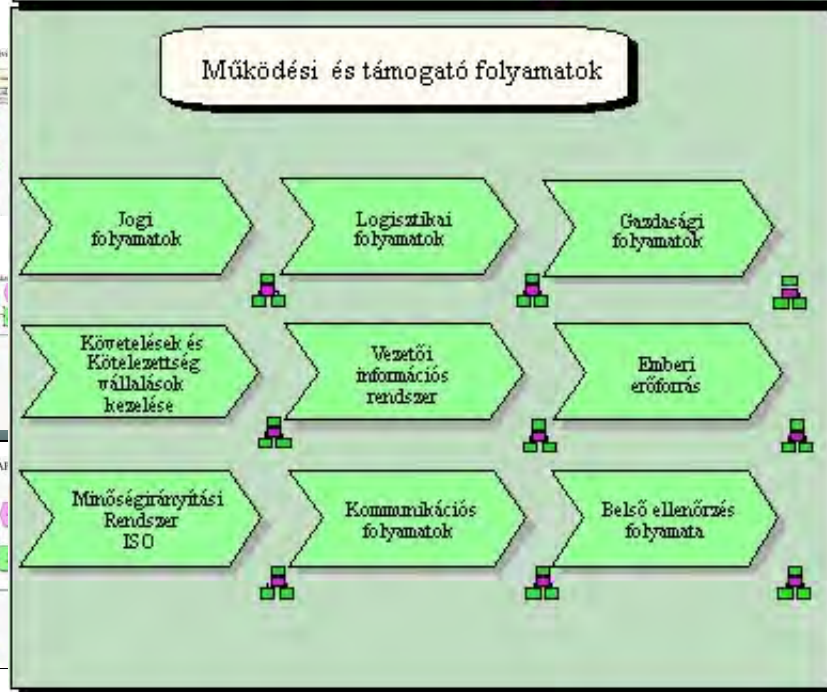 Működési és támogató folyamatok
Jogi
folyamatok
Logisztikai
folyamatok
Gazdasági
folyamatok
Követelések és
Kötelezettség
vállalások
kezelése
Vezetői
információs
rendszer
Emberi
erőforrás
Minőségirányítási
Rendszer
ISO
Kommunikációs
folyamatok
Belső ellenőrzés
folyamata